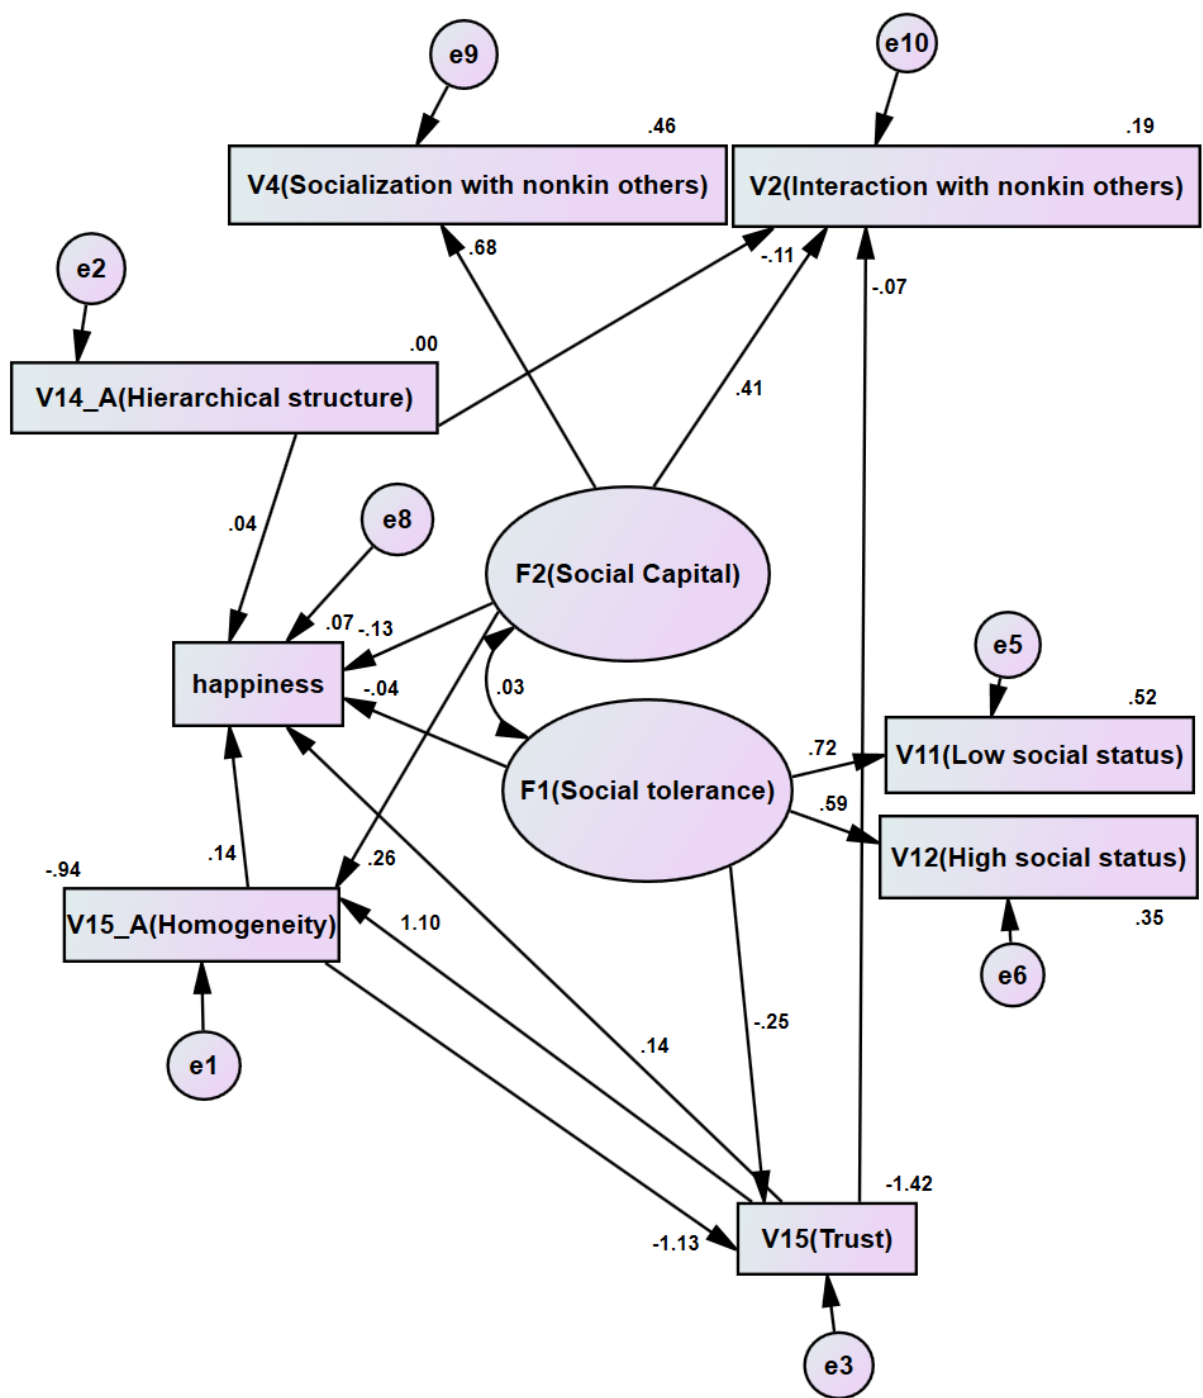 e9
e10
.46
.19
V4(Socialization with nonkin others)
V2(Interaction with nonkin others)
e2
.68
-.11
-.07
.00
V14_A(Hierarchical structure)
.41
.04
e8
F2(Social Capital)
.07
-.13
e5
happiness
-.04
.03
.52
.72
V11(Low social status)
F1(Social tolerance)
.59
.14
.26
V12(High social status)
-.94
V15_A(Homogeneity)
1.10
.35
e6
-.25
.14
e1
-1.42
-1.13
V15(Trust)
e3